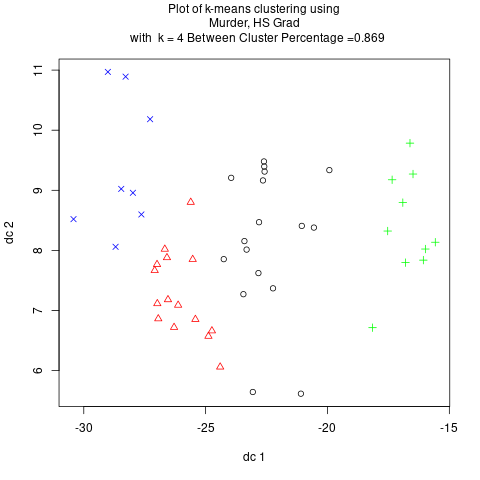 Plot of k-means clustering using
Murder, HS Grad
with k = 4 Between Cluster Percentage =0.869
11
10
9
8
7
6
dc 2
-30 -25 -20 -15
dc 1